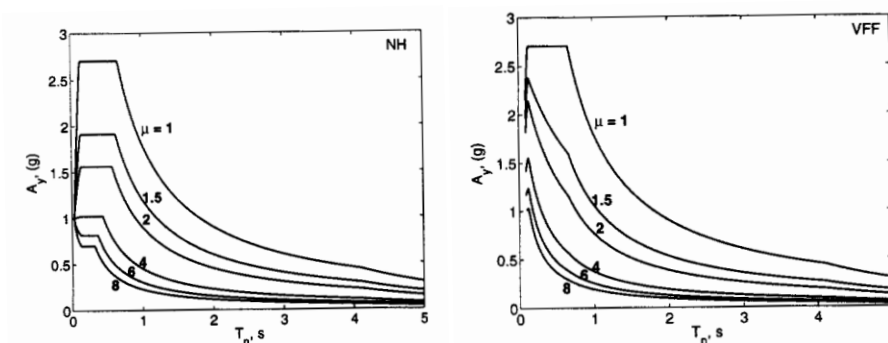 3
NH
2.5
2
μ = 1
A_y, (g)
1.5
1.5
2
1
0.5
4
6
8
0
0 1 2 3 4 5
T_n, s
3
VFF
2.5
2
μ = 1
A_y, (g)
1.5
1.5
2
1
0.5
4
6
8
0
0 1 2 3 4
T_n, s